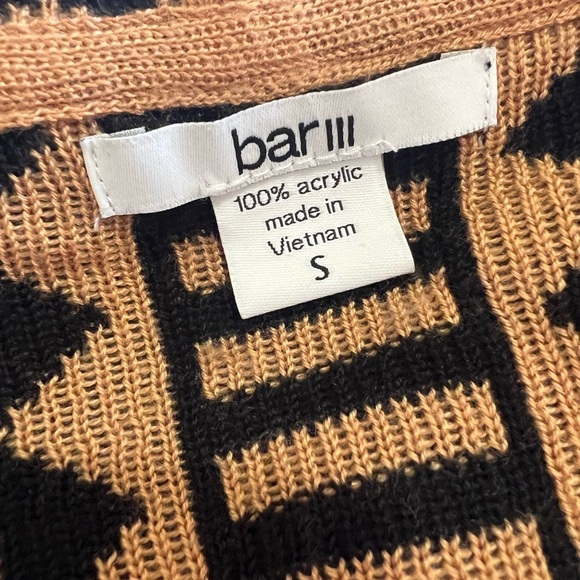 bar III
100% acrylic
made in
Vietnam
S